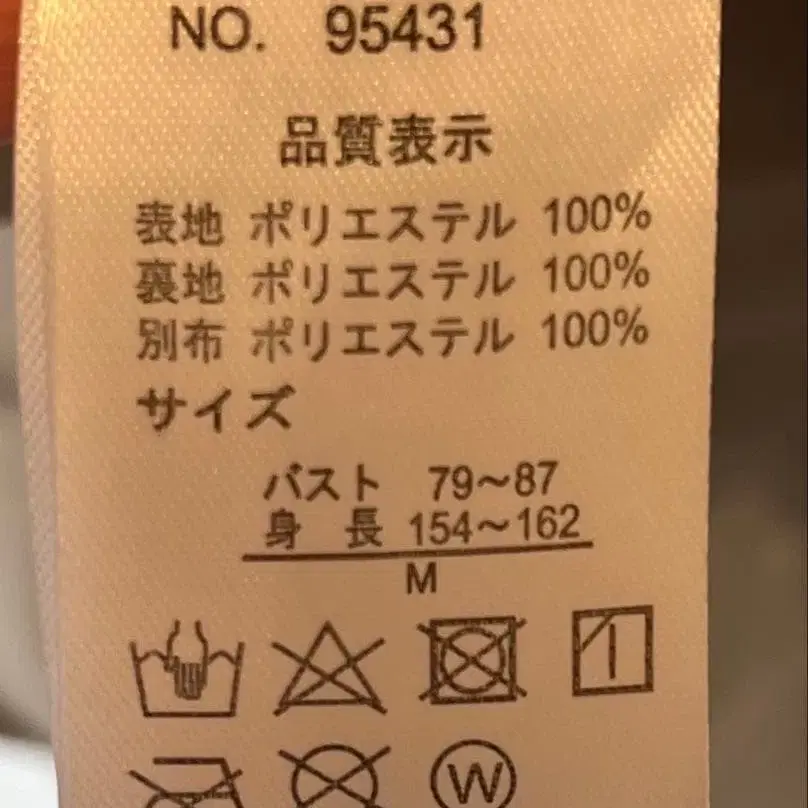 NO. 95431
品質表示
表地 ポリエステル 100%
裏地 ポリエステル 100%
別布 ポリエステル 100%
サイズ
バスト 79～87
身 長 154～162
M
W